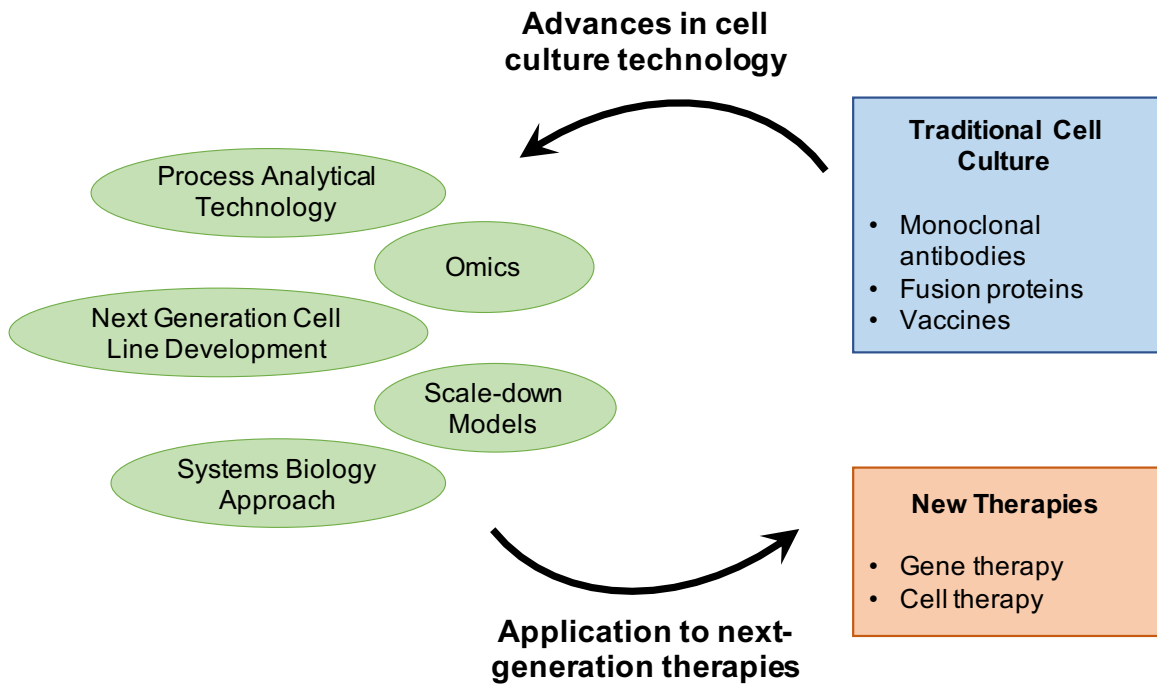 Advances in cell
culture technology
Process Analytical
Technology
Omics
Next Generation Cell
Line Development
Scale-down
Models
Systems Biology
Approach
Traditional Cell
Culture
• Monoclonal
antibodies
• Fusion proteins
• Vaccines
New Therapies
• Gene therapy
• Cell therapy
Application to next-
generation therapies